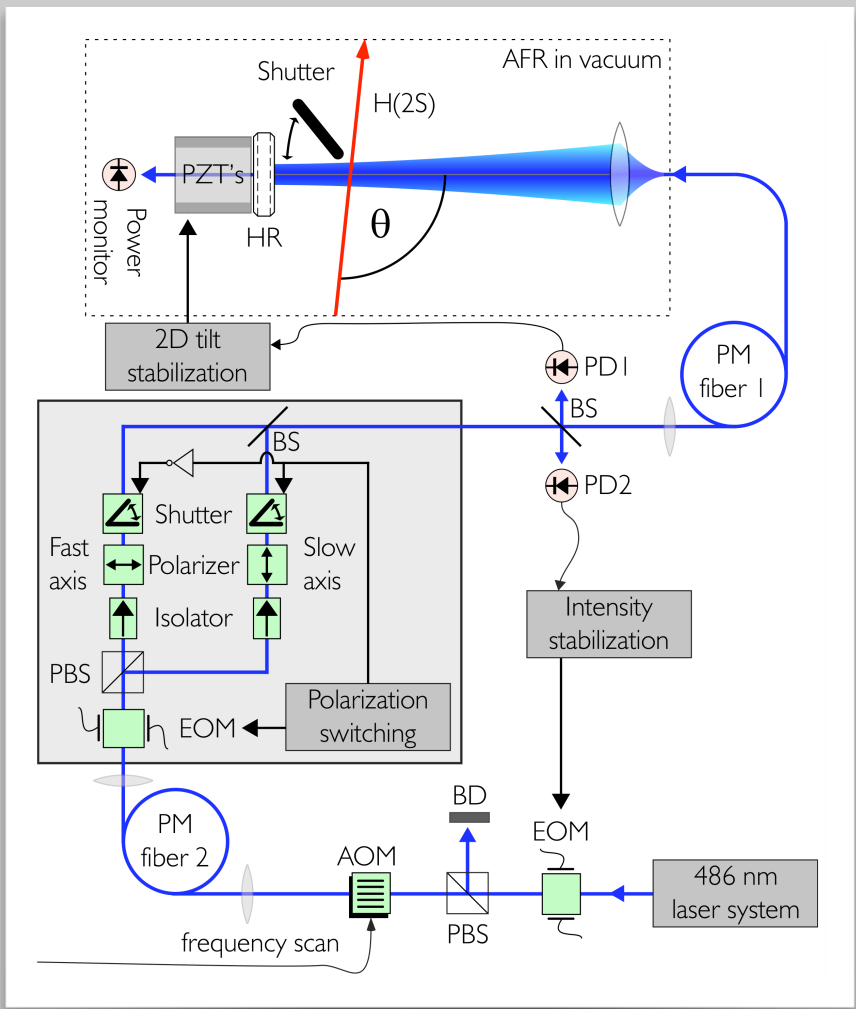 AFR in vacuum
Shutter
H(2S)
PZT's
θ
HR
Power
monitor
2D tilt
stabilization
PD1
PM
fiber 1
BS
BS
PD2
Shutter
Fast
axis
Polarizer
Slow
axis
Isolator
Intensity
stabilization
PBS
Polarization
switching
EOM
BD
EOM
PM
fiber 2
AOM
486 nm
laser system
PBS
frequency scan